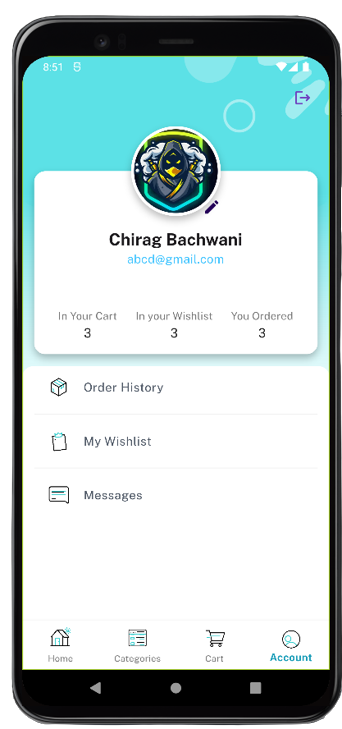 8:51
Chirag Bachwani
abcd@gmail.com
In Your Cart In your Wishlist You Ordered
3 3 3
Order History
My Wishlist
Messages
Home Categories Cart Account